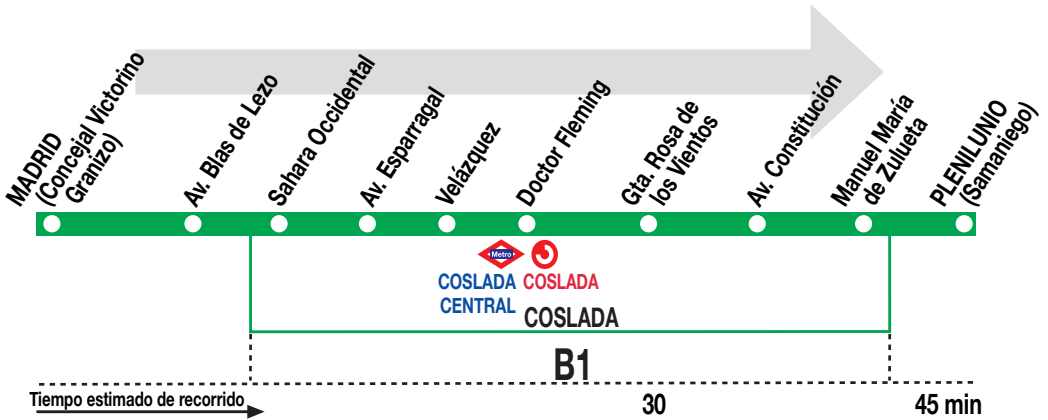 MADRID
(Concejal Victorino
Granizo)
Av. Blas de Lezo
Sahara Occidental
Av. Esparragal
Velázquez
Doctor Fleming
Gta. Rosa de
los Vientos
Av. Constitución
Manuel María
de Zulueta
PLENILUNIO
(Samaniego)
Metro
COSLADA
CENTRAL
COSLADA
COSLADA
B1
Tiempo estimado de recorrido
30
45 min